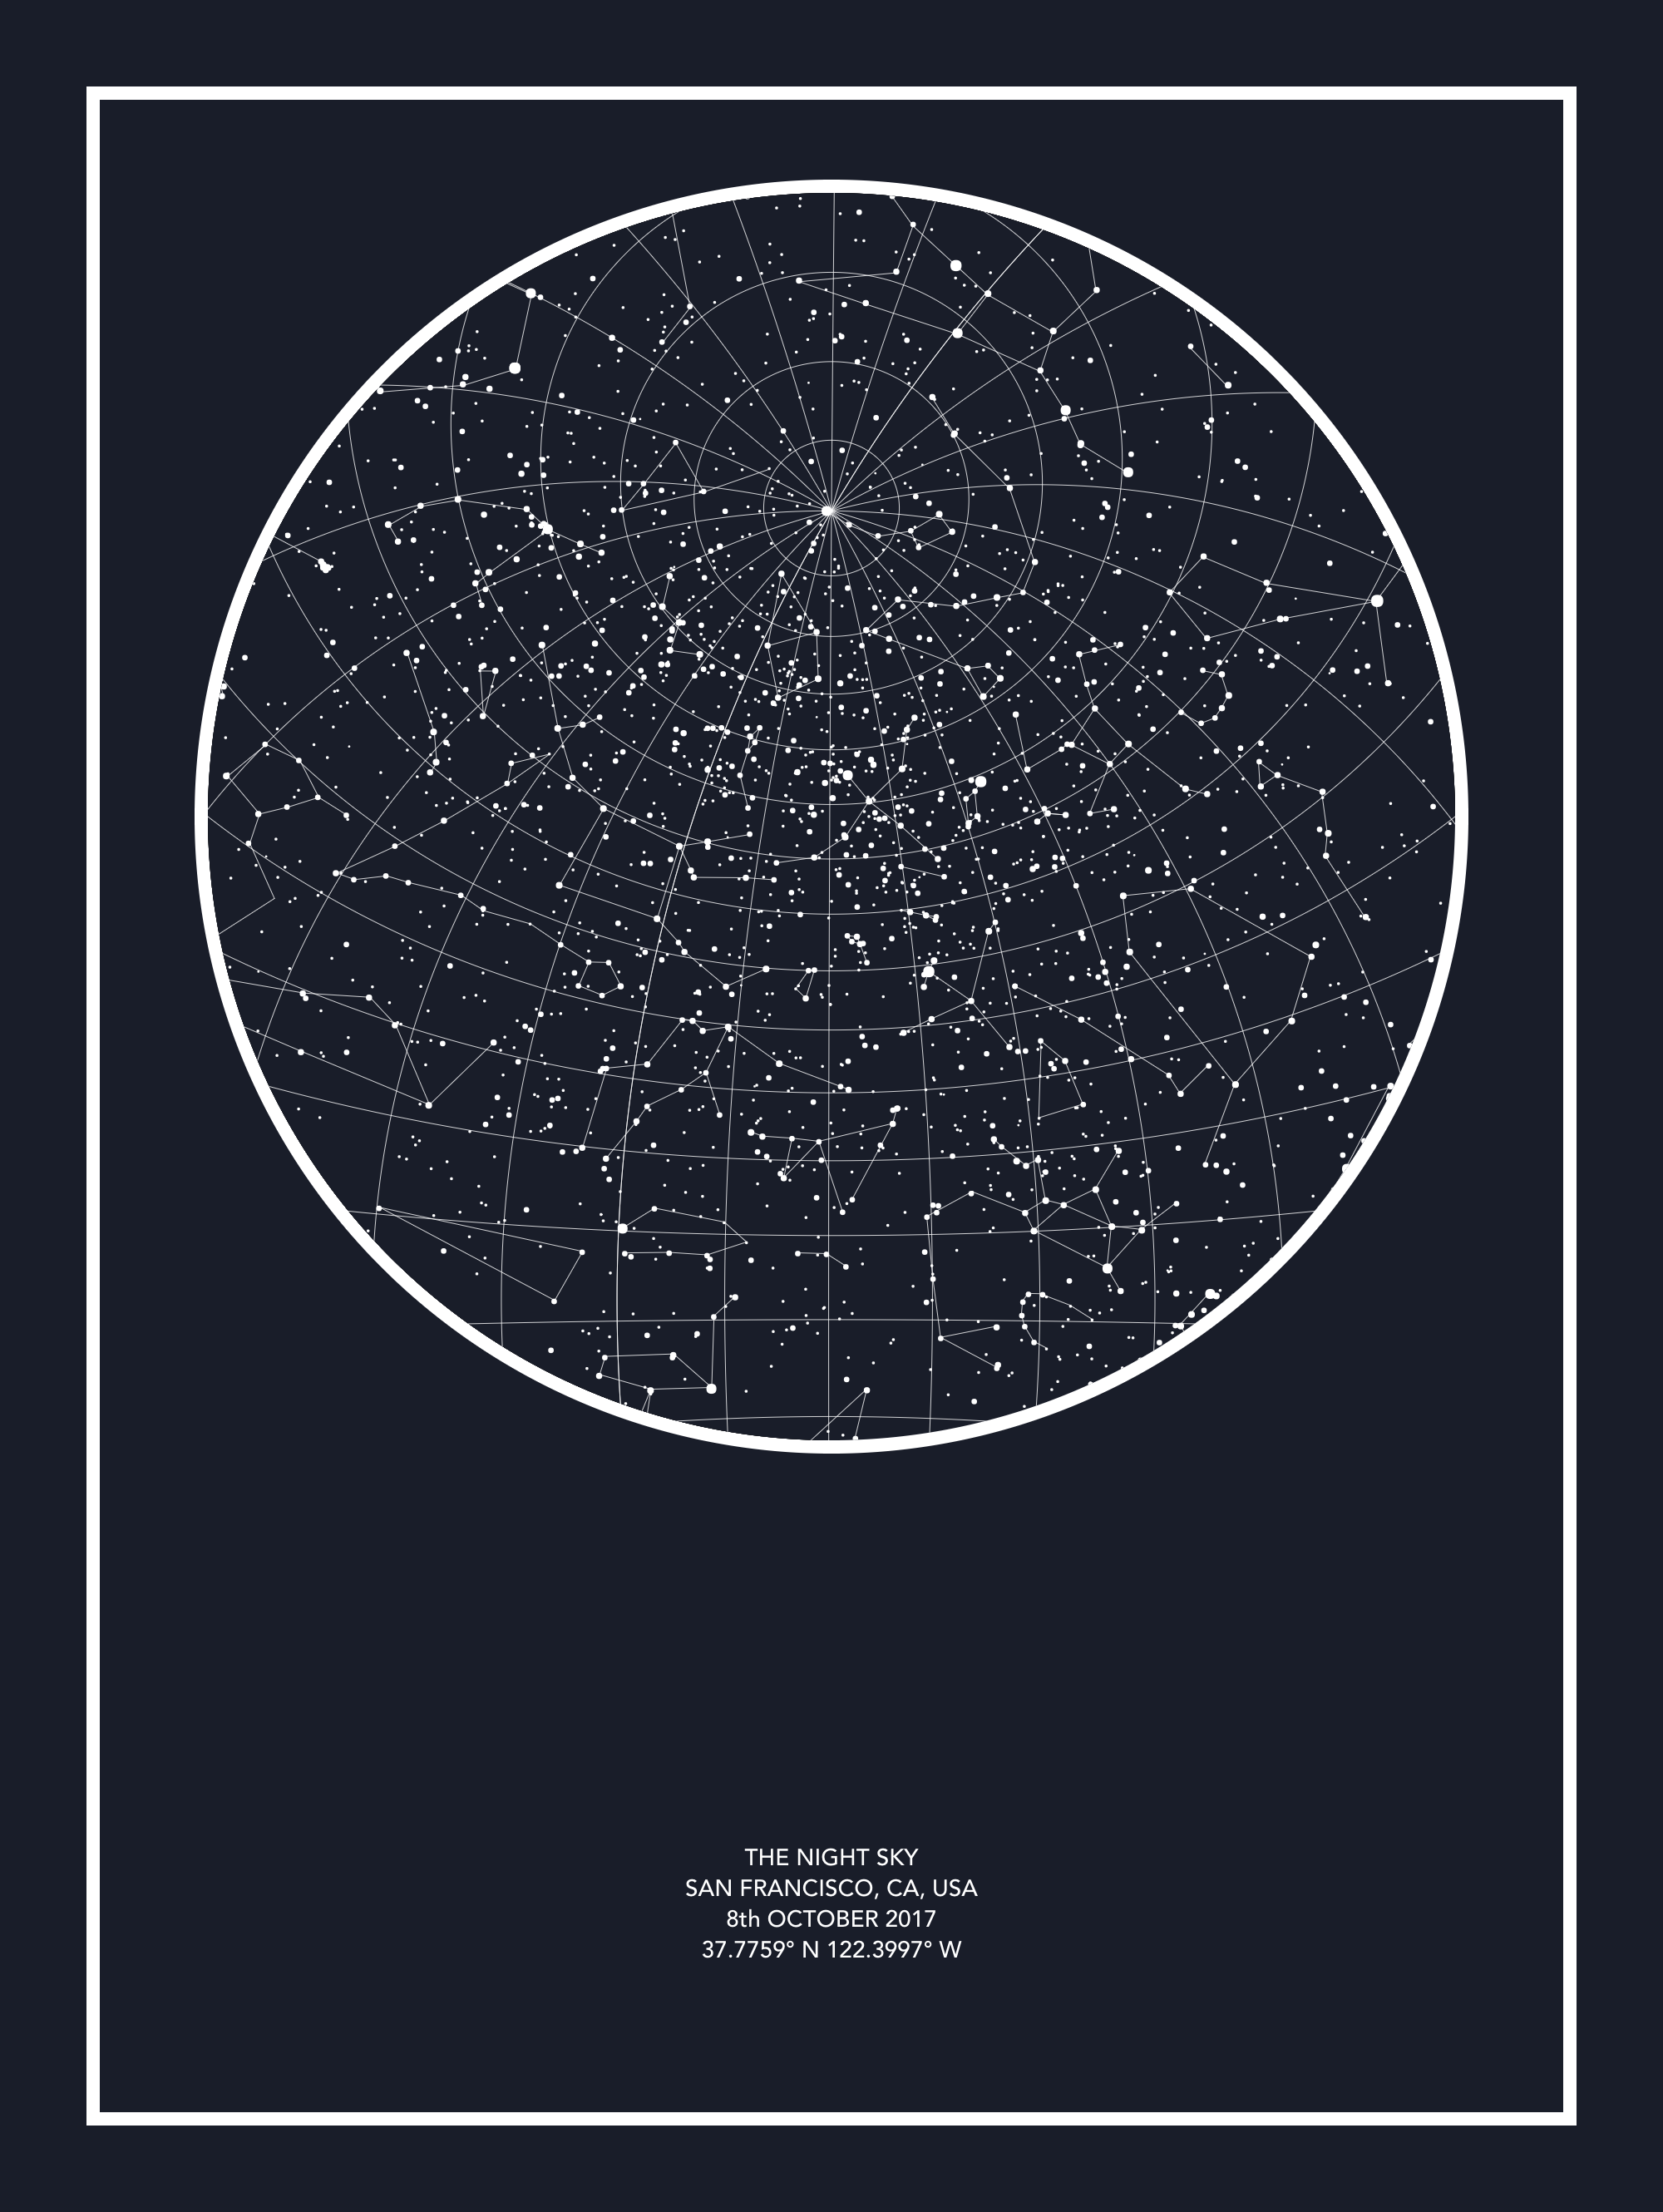 THE NIGHT SKY
SAN FRANCISCO, CA, USA
8th OCTOBER 2017
37.7759° N 122.3997° W